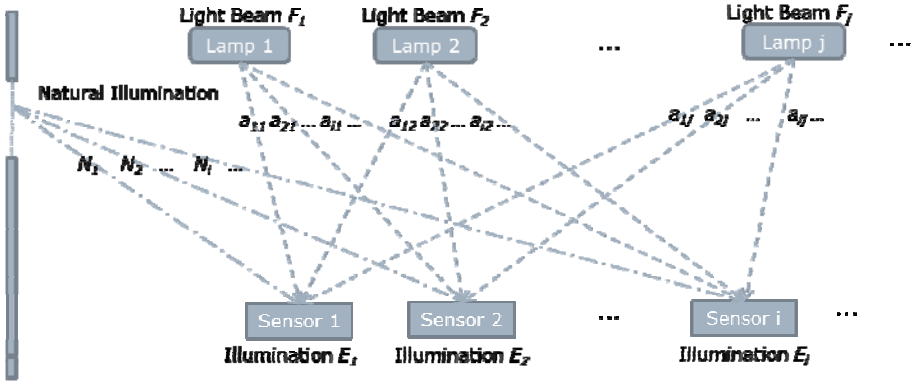 Light Beam F₁ Light Beam F₂ Light Beam Fⱼ
Lamp 1 Lamp 2 ... Lamp j ...
Natural Illumination
a₁₁ a₂₁ ... aᵢ₁ ... a₁₂ a₂₂ ... aᵢ₂ ... a₁ⱼ a₂ⱼ ... aᵢⱼ ...
N₁ N₂ ... Nᵢ ...
Sensor 1 Sensor 2 ... Sensor i ...
Illumination E₁ Illumination E₂ Illumination Eⱼ